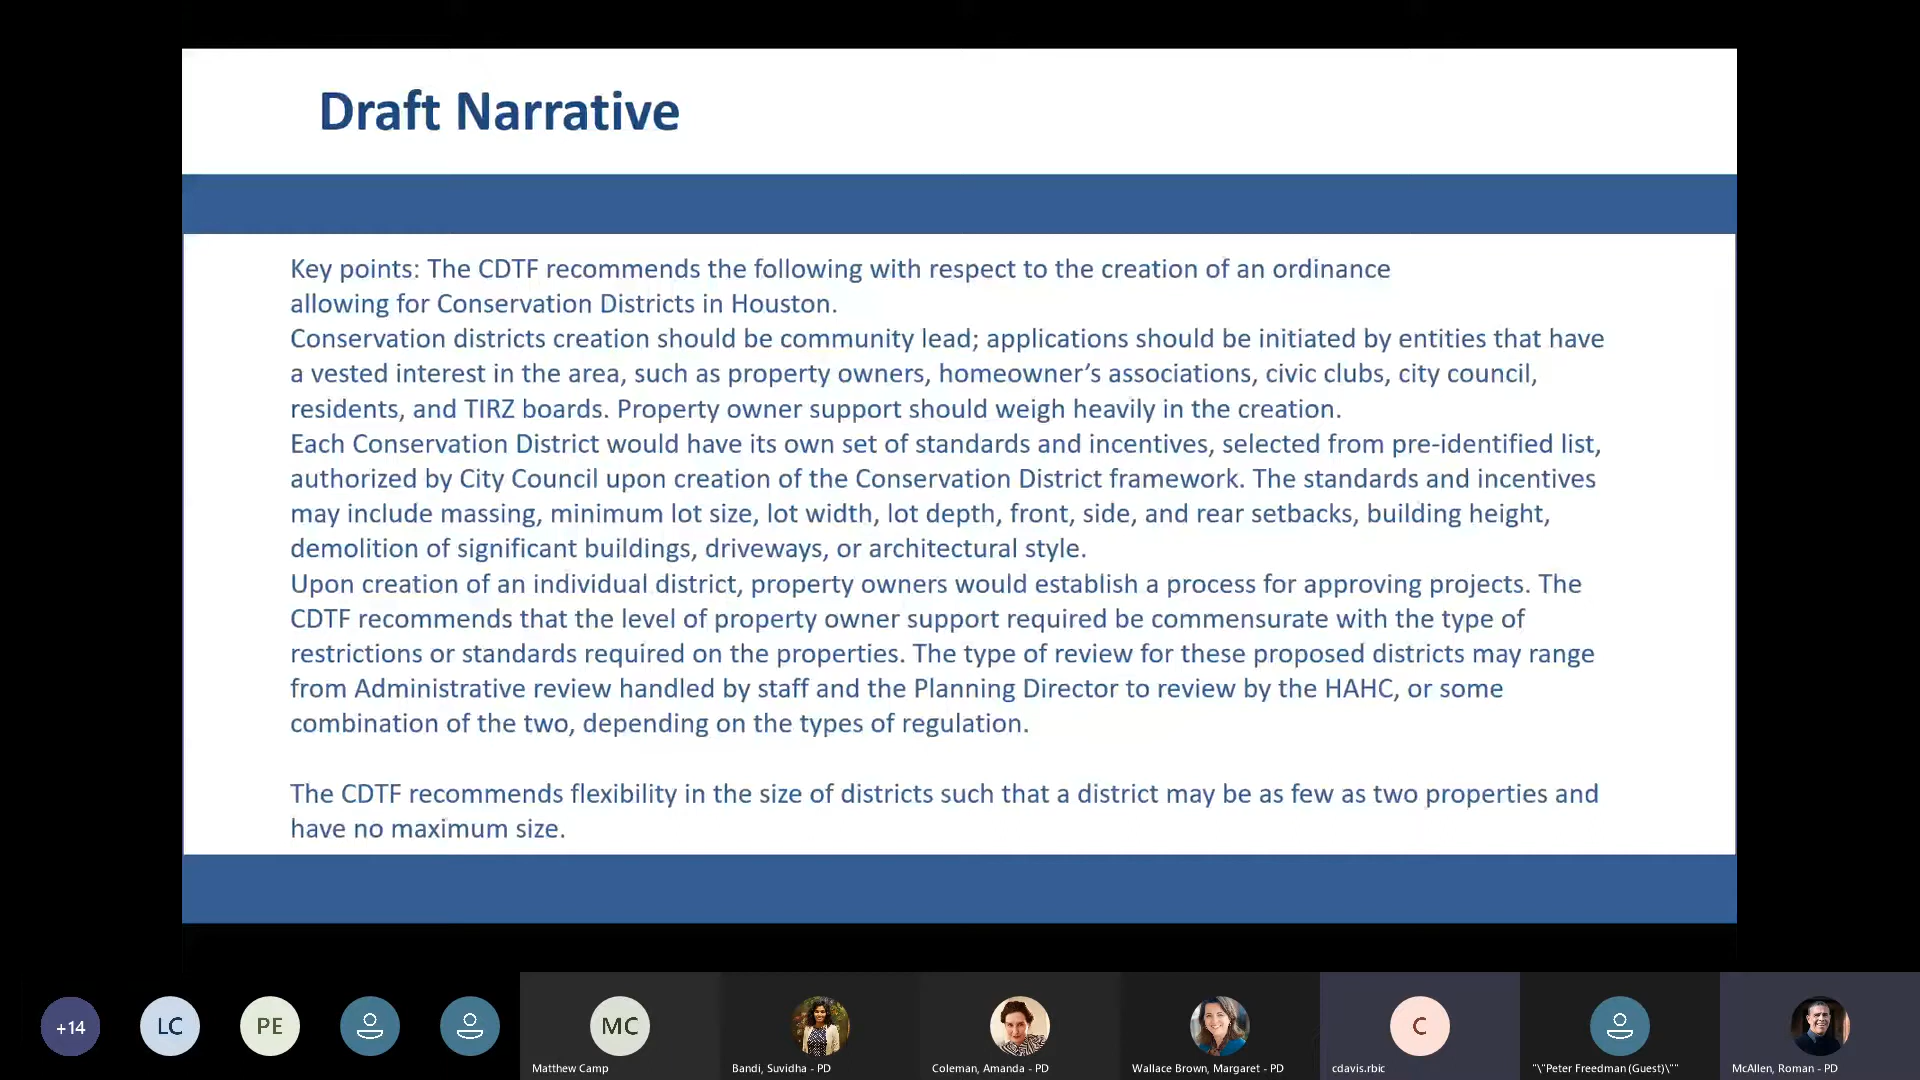 Draft Narrative
Key points: The CDTF recommends the following with respect to the creation of an ordinance
allowing for Conservation Districts in Houston.
Conservation districts creation should be community lead; applications should be initiated by entities that have
a vested interest in the area, such as property owners, homeowner’s associations, civic clubs, city council,
residents, and TIRZ boards. Property owner support should weigh heavily in the creation.
Each Conservation District would have its own set of standards and incentives, selected from pre-identified list,
authorized by City Council upon creation of the Conservation District framework. The standards and incentives
may include massing, minimum lot size, lot width, lot depth, front, side, and rear setbacks, building height,
demolition of significant buildings, driveways, or architectural style.
Upon creation of an individual district, property owners would establish a process for approving projects. The
CDTF recommends that the level of property owner support required be commensurate with the type of
restrictions or standards required on the properties. The type of review for these proposed districts may range
from Administrative review handled by staff and the Planning Director to review by the HAHC, or some
combination of the two, depending on the types of regulation.
The CDTF recommends flexibility in the size of districts such that a district may be as few as two properties and
have no maximum size.
+14
LC
PE
MC
C
Matthew Camp
Bandi, Suvidha - PD
Coleman, Amanda - PD
Wallace Brown, Margaret - PD
cdavis.rbic
"\"Peter Freedman (Guest)\""
McAllen, Roman - PD